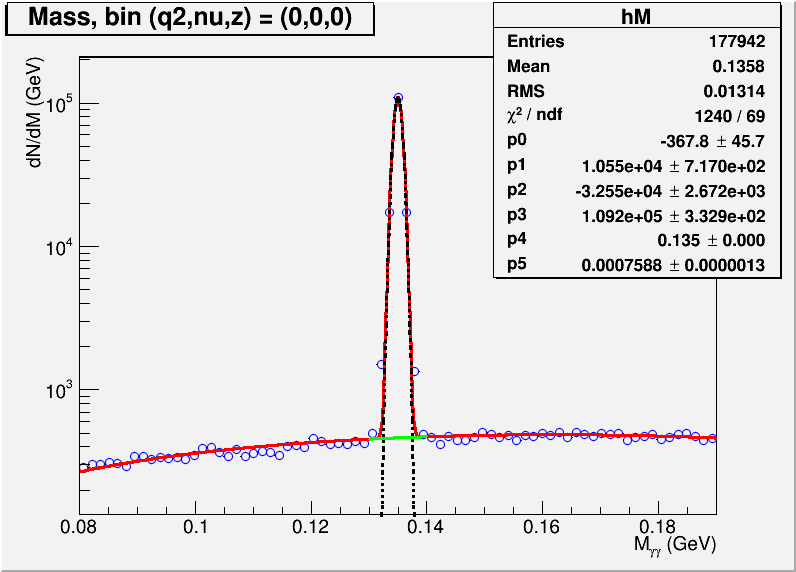 Mass, bin (q2,nu,z) = (0,0,0)
hM
Entries 177942
Mean 0.1358
RMS 0.01314
χ² / ndf 1240 / 69
p0 -367.8 ± 45.7
p1 1.055e+04 ± 7.170e+02
p2 -3.255e+04 ± 2.672e+03
p3 1.092e+05 ± 3.329e+02
p4 0.135 ± 0.000
p5 0.0007588 ± 0.0000013
dN/dM (GeV)
10⁵
10⁴
10³
0.08 0.1 0.12 0.14 0.16 0.18
Mγγ (GeV)